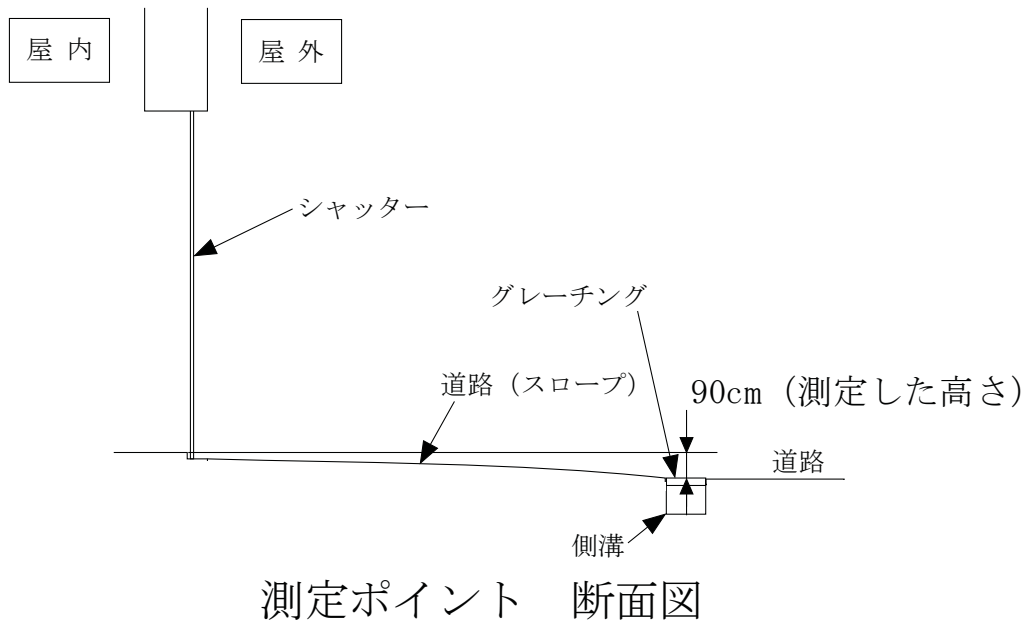 屋 内
屋 外
シャッター
グレーチング
道路（スロープ）
90cm（測定した高さ）
道路
側溝
測定ポイント　断面図